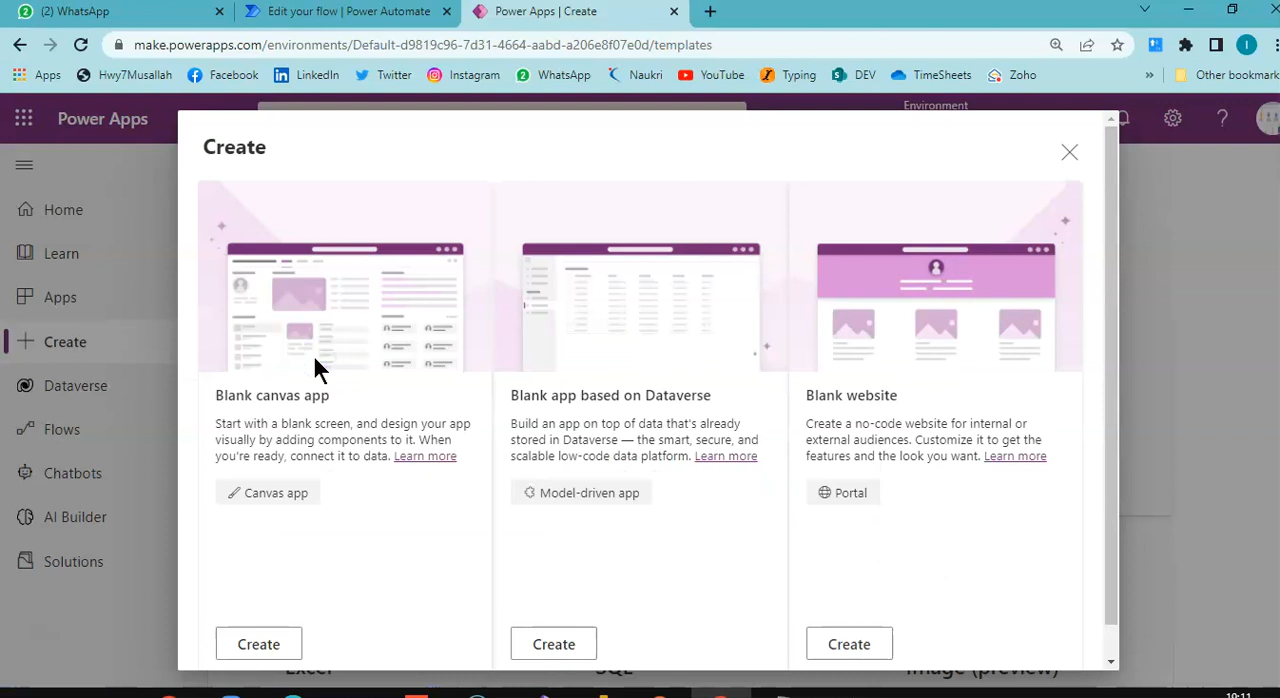 (2) WhatsApp
Edit your flow | Power Automate
Power Apps | Create
make.powerapps.com/environments/Default-d9819c96-7d31-4664-aabd-a206e8f07e0d/templates
Apps
Hwy7Musallah
Facebook
LinkedIn
Twitter
Instagram
WhatsApp
Naukri
YouTube
Typing
DEV
TimeSheets
Zoho
»
Other bookmark
Power Apps
Environment
Home
Learn
Apps
Create
Dataverse
Flows
Chatbots
AI Builder
Solutions
Create
Blank canvas app
Start with a blank screen, and design your app
visually by adding components to it. When
you're ready, connect it to data. Learn more
Canvas app
Create
Blank app based on Dataverse
Build an app on top of data that's already
stored in Dataverse — the smart, secure, and
scalable low-code data platform. Learn more
Model-driven app
Create
Blank website
Create a no-code website for internal or
external audiences. Customize it to get the
features and the look you want. Learn more
Portal
Create
Excel
SQL
Image (preview)
10:11